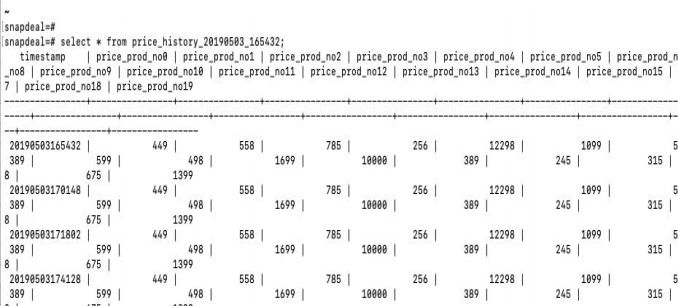 ~
snapdeal=#
snapdeal=# select * from price_history_20190503_165432;
timestamp | price_prod_no0 | price_prod_no1 | price_prod_no2 | price_prod_no3 | price_prod_no4 | price_prod_no5 | price_prod_n
_no8 | price_prod_no9 | price_prod_no10 | price_prod_no11 | price_prod_no12 | price_prod_no13 | price_prod_no14 | price_prod_no15 |
7 | price_prod_no18 | price_prod_no19
20190503165432 | 449 | 558 | 785 | 256 | 12298 | 1099 | 5
389 | 599 | 498 | 1699 | 10000 | 389 | 245 | 315 |
8 | 675 | 1399
20190503170148 | 449 | 558 | 785 | 256 | 12298 | 1099 | 5
389 | 599 | 498 | 1699 | 10000 | 389 | 245 | 315 |
8 | 675 | 1399
20190503171802 | 449 | 558 | 785 | 256 | 12298 | 1099 | 5
389 | 599 | 498 | 1699 | 10000 | 389 | 245 | 315 |
8 | 675 | 1399
20190503174128 | 449 | 558 | 785 | 256 | 12298 | 1099 | 5
389 | 599 | 498 | 1699 | 10000 | 389 | 245 | 315 |